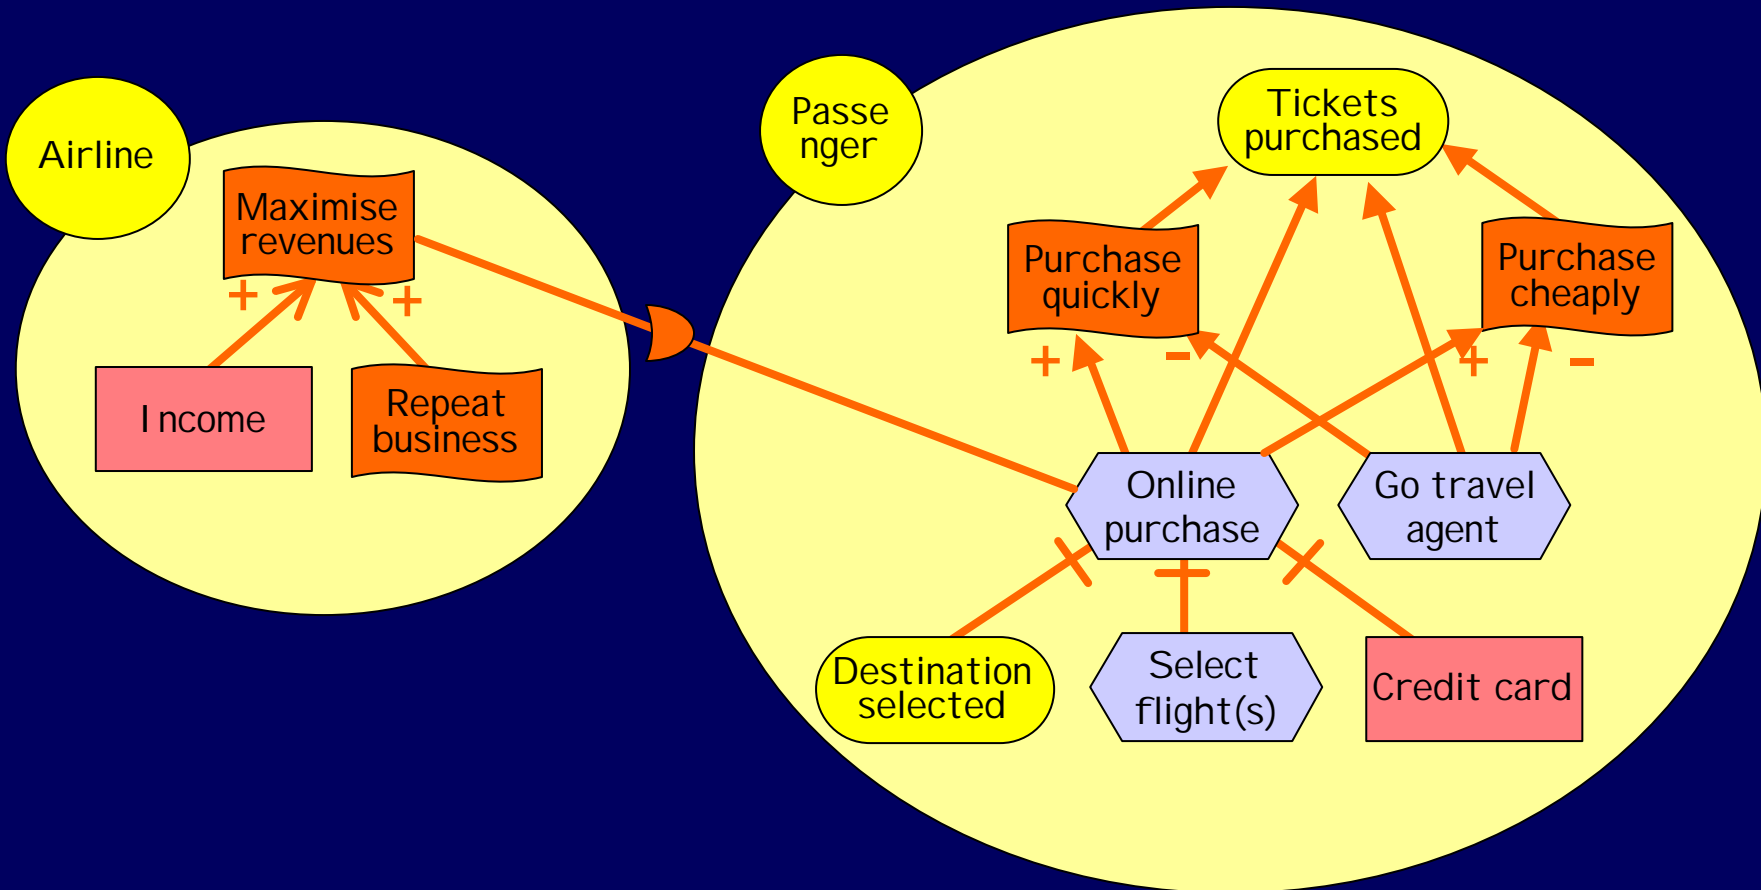 Airline
Maximise
revenues
+
+
Income
Repeat
business
Passe
nger
Tickets
purchased
Purchase
quickly
Purchase
cheaply
+
-
+
-
Online
purchase
Go travel
agent
Destination
selected
Select
flight(s)
Credit card